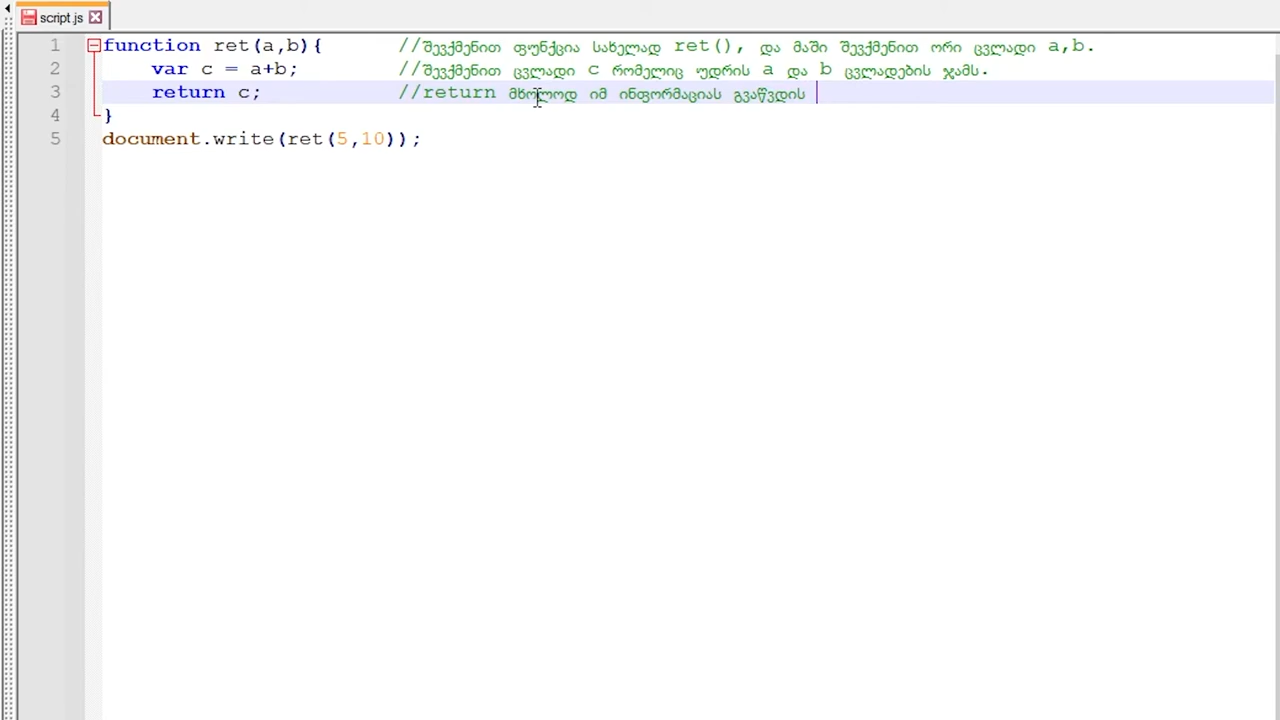 script.js
1 function ret(a,b){ //შევქმენით ფუნქცია სახელად ret(), და მაში შევქმენით ორი ცვლადი a,b.
2 var c = a+b; //შევქმენით ცვლადი c რომელიც უდრის a და b ცვლადების ჯამს.
3 return c; //return მხოლოდ იმ ინფორმაციას გვაწვდის
4 }
5 document.write(ret(5,10));